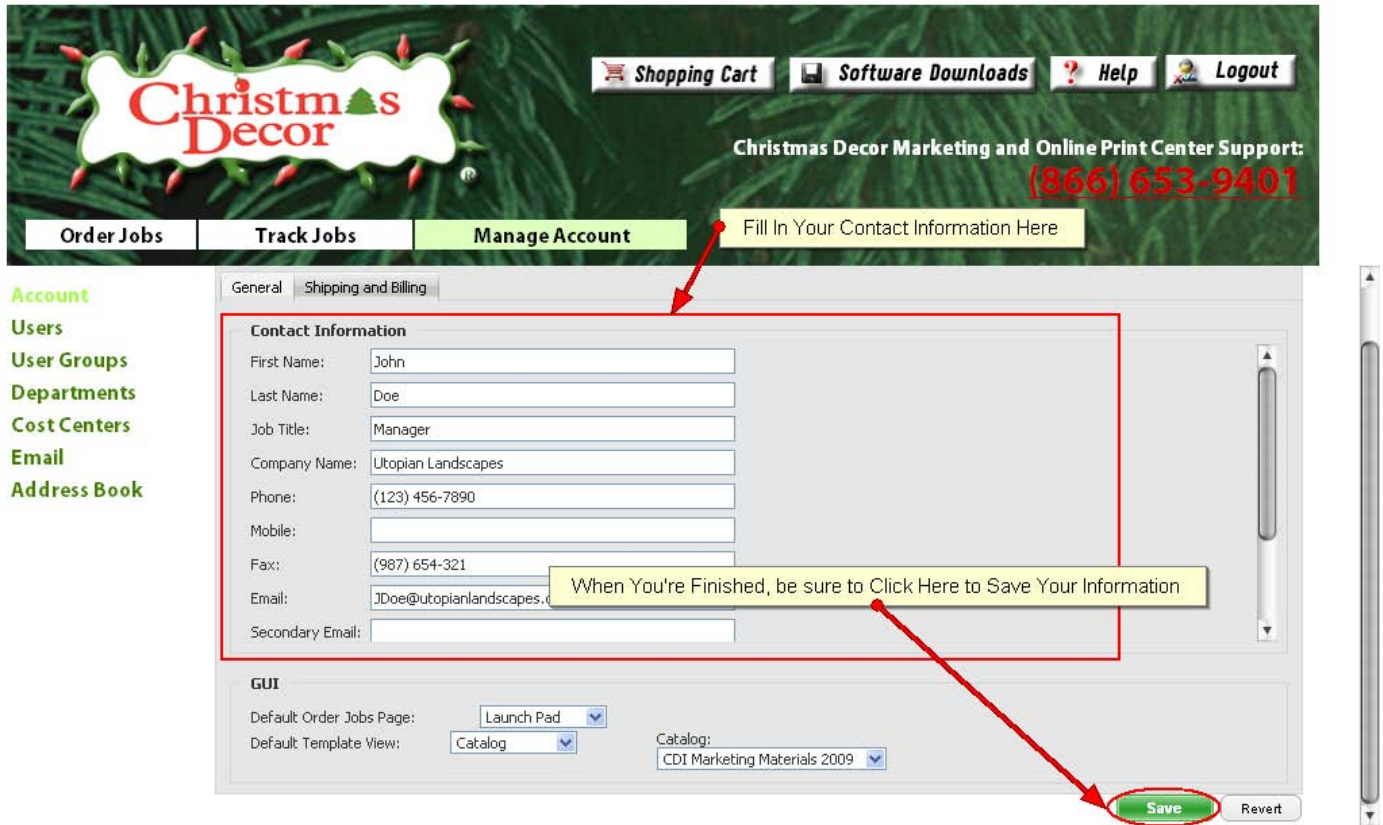 Christmas
Decor
®
Shopping Cart
Software Downloads
? Help
Logout
Christmas Decor Marketing and Online Print Center Support:
(866) 653-9401
Order Jobs
Track Jobs
Manage Account
Fill In Your Contact Information Here
Account
Users
User Groups
Departments
Cost Centers
Email
Address Book
General
Shipping and Billing
Contact Information
First Name: John
Last Name: Doe
Job Title: Manager
Company Name: Utopian Landscapes
Phone: (123) 456-7890
Mobile:
Fax: (987) 654-321
Email: JDoe@utopianlandscapes.
When You're Finished, be sure to Click Here to Save Your Information
Secondary Email:
GUI
Default Order Jobs Page: Launch Pad
Default Template View: Catalog
Catalog:
CDI Marketing Materials 2009
Save
Revert